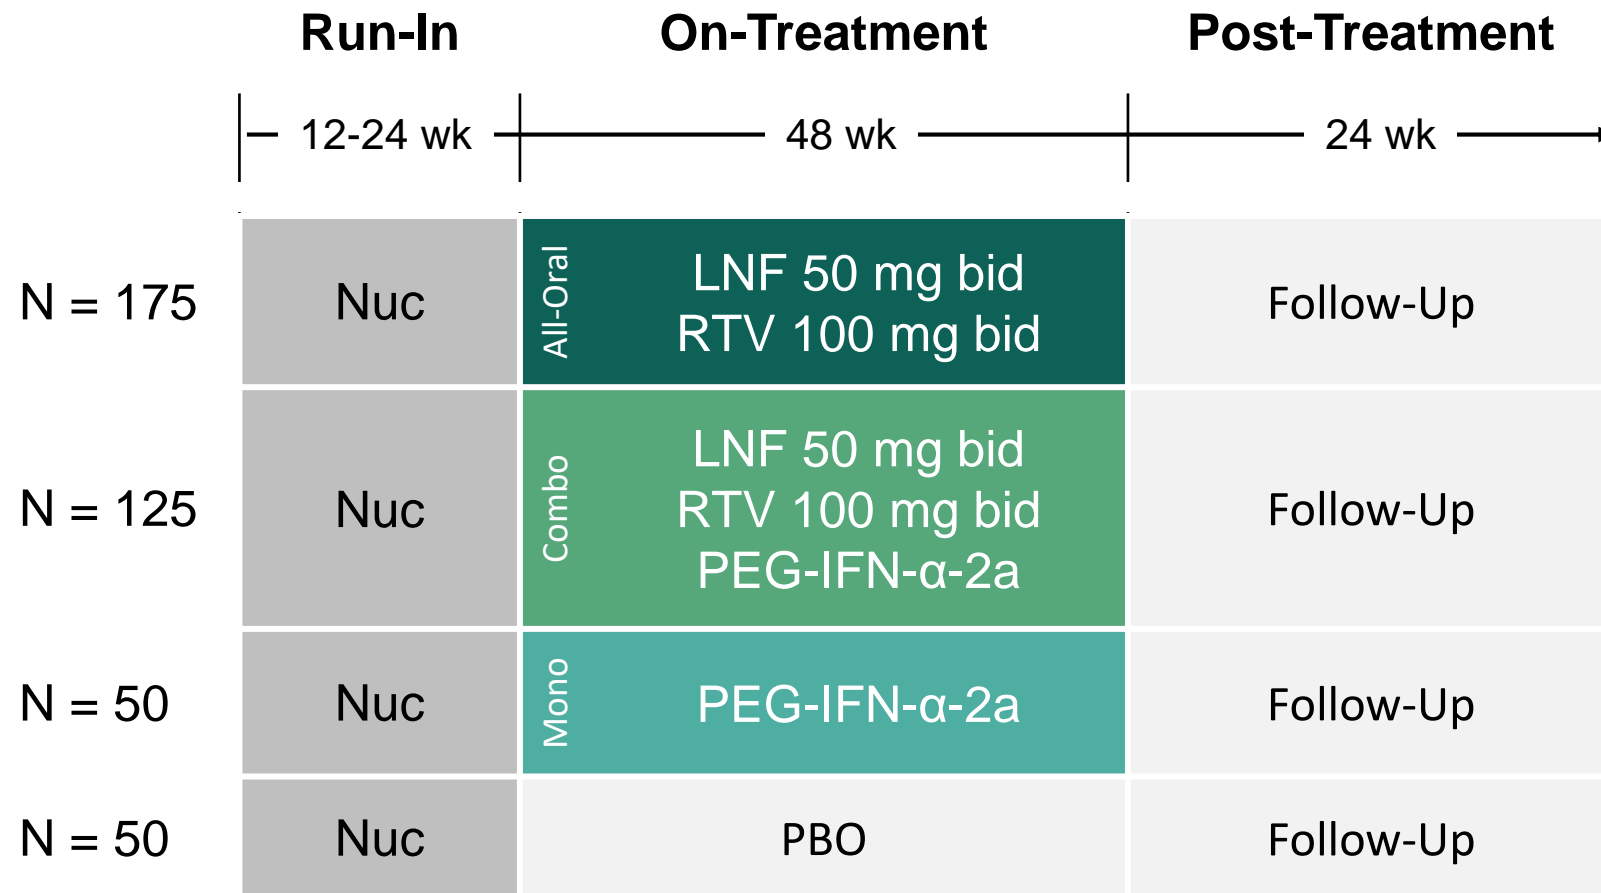 Run-In On-Treatment Post-Treatment
12-24 wk 48 wk 24 wk
N = 175 Nuc All-Oral LNF 50 mg bid Follow-Up
RTV 100 mg bid
N = 125 Nuc Combo LNF 50 mg bid Follow-Up
RTV 100 mg bid
PEG-IFN-α-2a
N = 50 Nuc Mono PEG-IFN-α-2a Follow-Up
N = 50 Nuc PBO Follow-Up